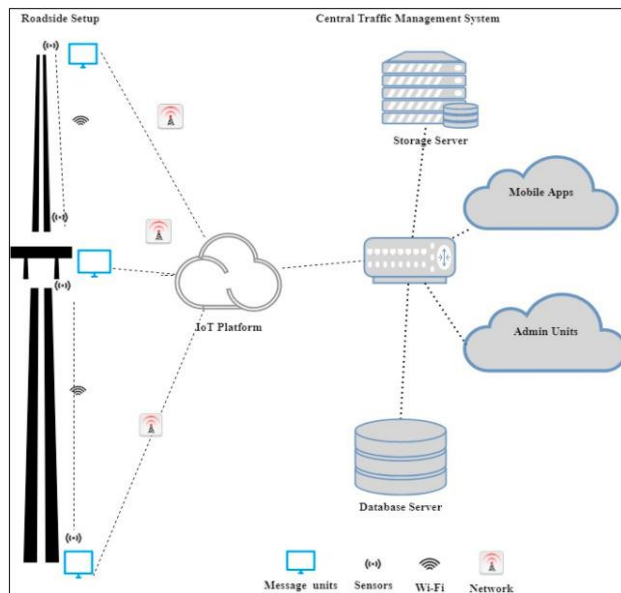 Roadside Setup
Central Traffic Management System
Storage Server
Mobile Apps
IoT Platform
Admin Units
Database Server
Message units
Sensors
Wi-Fi
Network